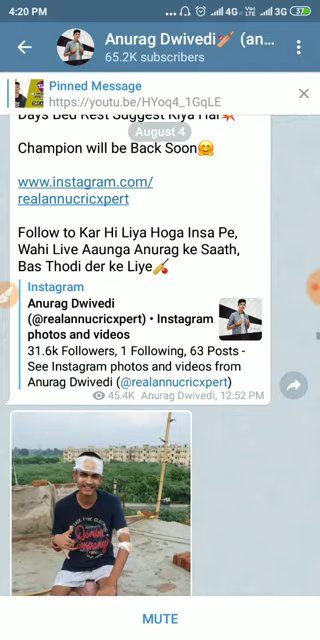 4:20 PM
4G
Vo
LTE
3G
37
Anurag Dwivedi🏏 (an...
65.2K subscribers
Pinned Message
https://youtu.be/HYoq4_1GqLE
Days Bed Rest Suggest Kiya Hai
August 4
Champion will be Back Soon🤗
www.instagram.com/
realannucricxpert
Follow to Kar Hi Liya Hoga Insa Pe,
Wahi Live Aaunga Anurag ke Saath,
Bas Thodi der ke Liye🏏
Instagram
Anurag Dwivedi
(@realannucricxpert) • Instagram
photos and videos
31.6k Followers, 1 Following, 63 Posts -
See Instagram photos and videos from
Anurag Dwivedi (@realannucricxpert)
45.4K Anurag Dwivedi, 12:52 PM
MUTE